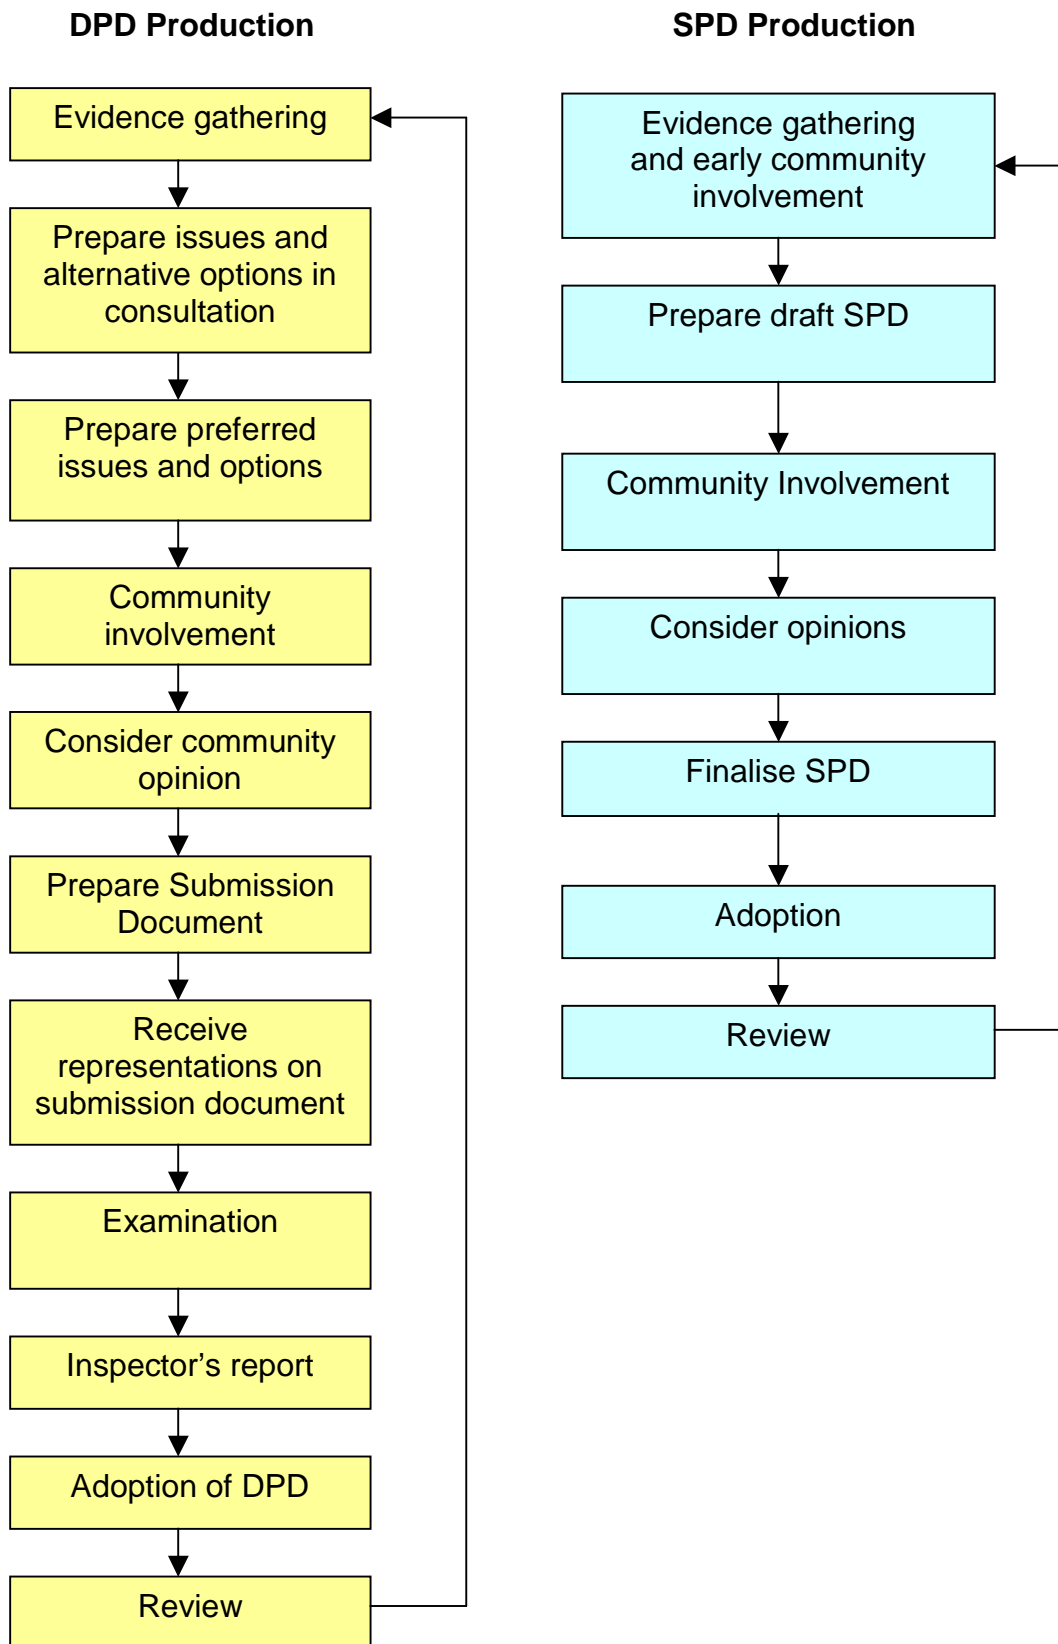 DPD Production
Evidence gathering
Prepare issues and
alternative options in
consultation
Prepare preferred
issues and options
Community
involvement
Consider community
opinion
Prepare Submission
Document
Receive
representations on
submission document
Examination
Inspector’s report
Adoption of DPD
Review
SPD Production
Evidence gathering
and early community
involvement
Prepare draft SPD
Community Involvement
Consider opinions
Finalise SPD
Adoption
Review